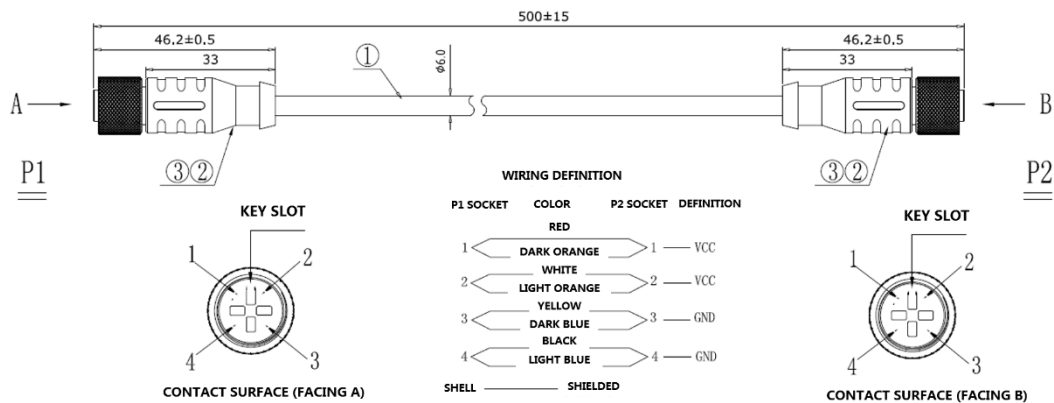 500±15
46.2±0.5
46.2±0.5
33
①
ø6.0
33
A
B
P1
③②
③②
P2
WIRING DEFINITION
P1 SOCKET COLOR P2 SOCKET DEFINITION
RED
1 DARK ORANGE 1 VCC
WHITE
2 LIGHT ORANGE 2 VCC
YELLOW
3 DARK BLUE 3 GND
BLACK
4 LIGHT BLUE 4 GND
SHELL SHIELDED
KEY SLOT
1 2
4 3
CONTACT SURFACE (FACING A)
KEY SLOT
1 2
4 3
CONTACT SURFACE (FACING B)